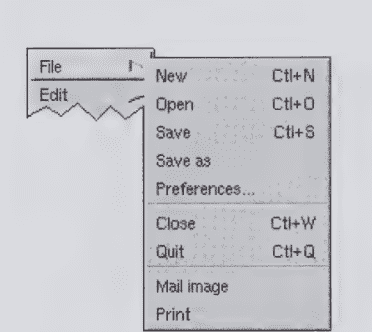 File
Edit
New Ctl+N
Open Ctl+O
Save Ctl+S
Save as
Preferences...
Close Ctl+W
Quit Ctl+Q
Mail image
Print